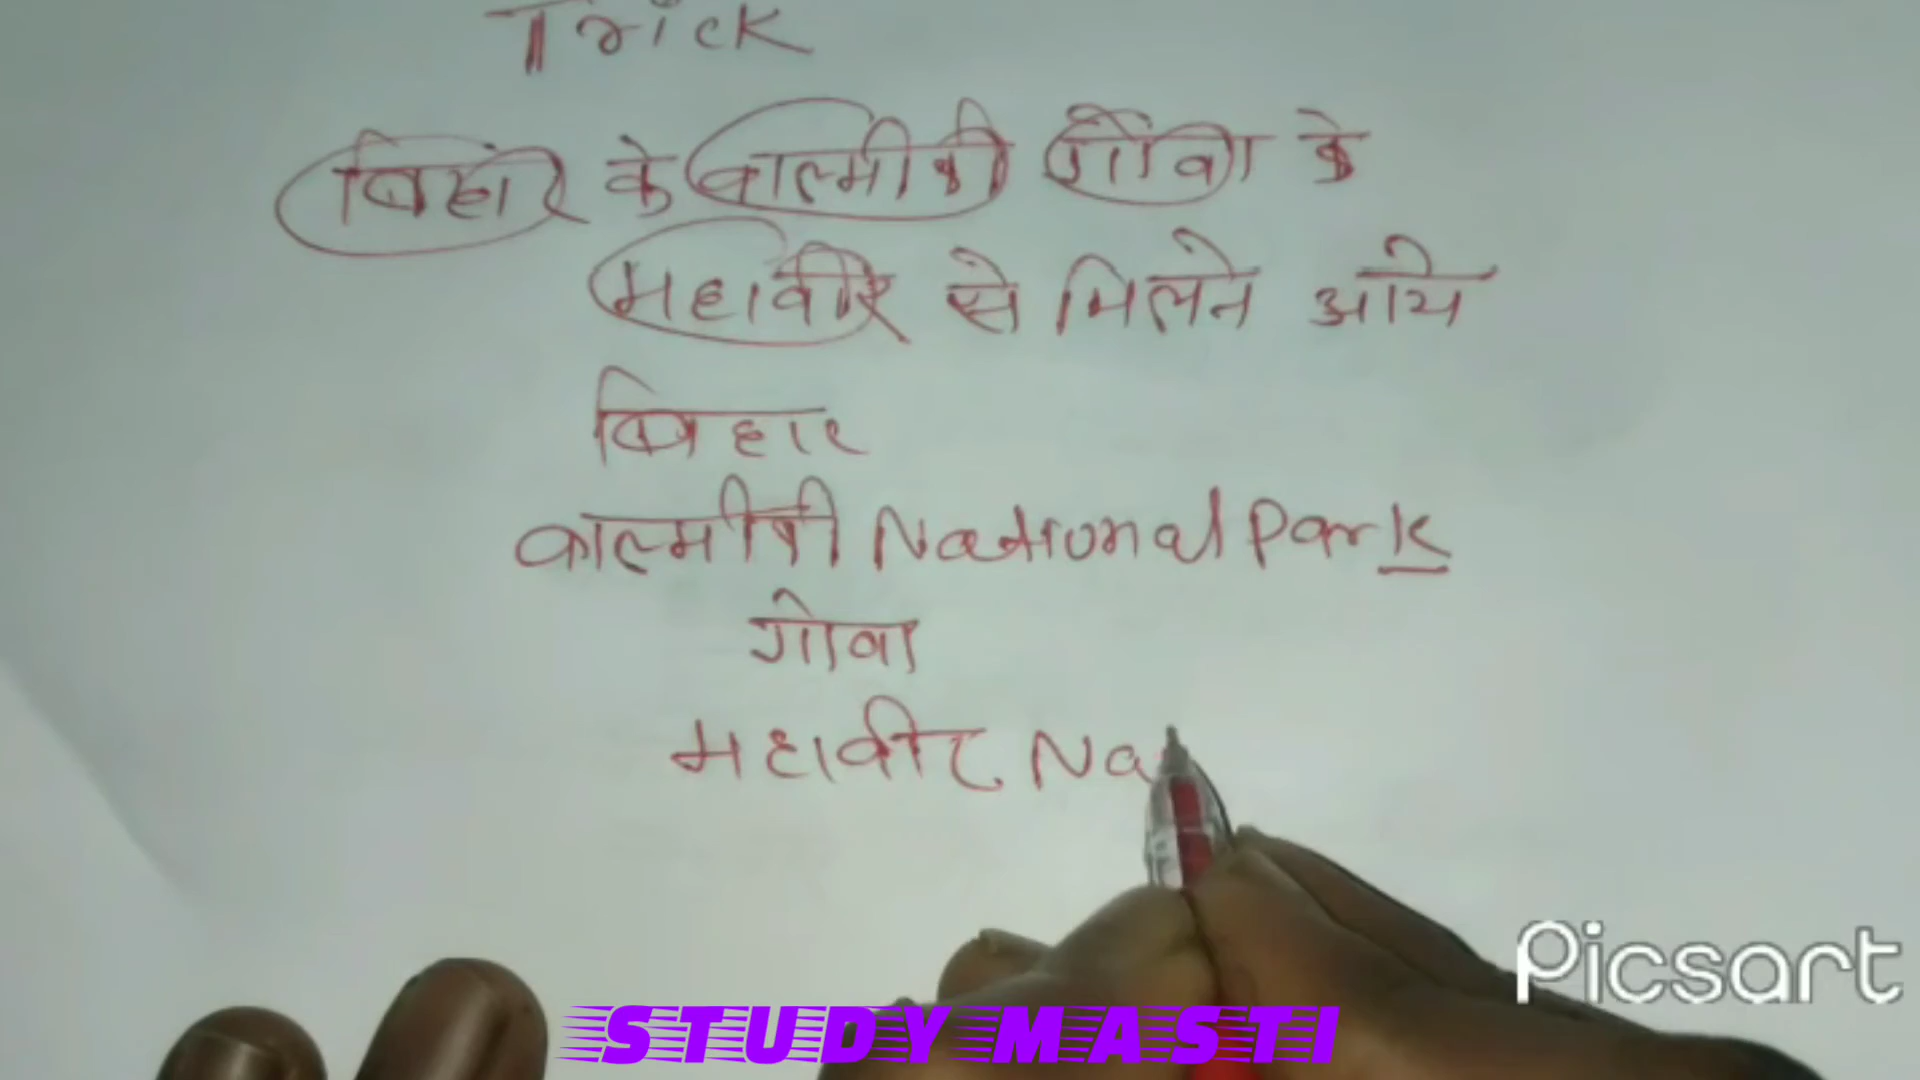 Trick
बिहार के बाल्मीकी गोवा के
महावीर से मिलने आये
बिहार
बाल्मीकी National Park
गोवा
महावीर Na
Picsart
STUDY MASTI